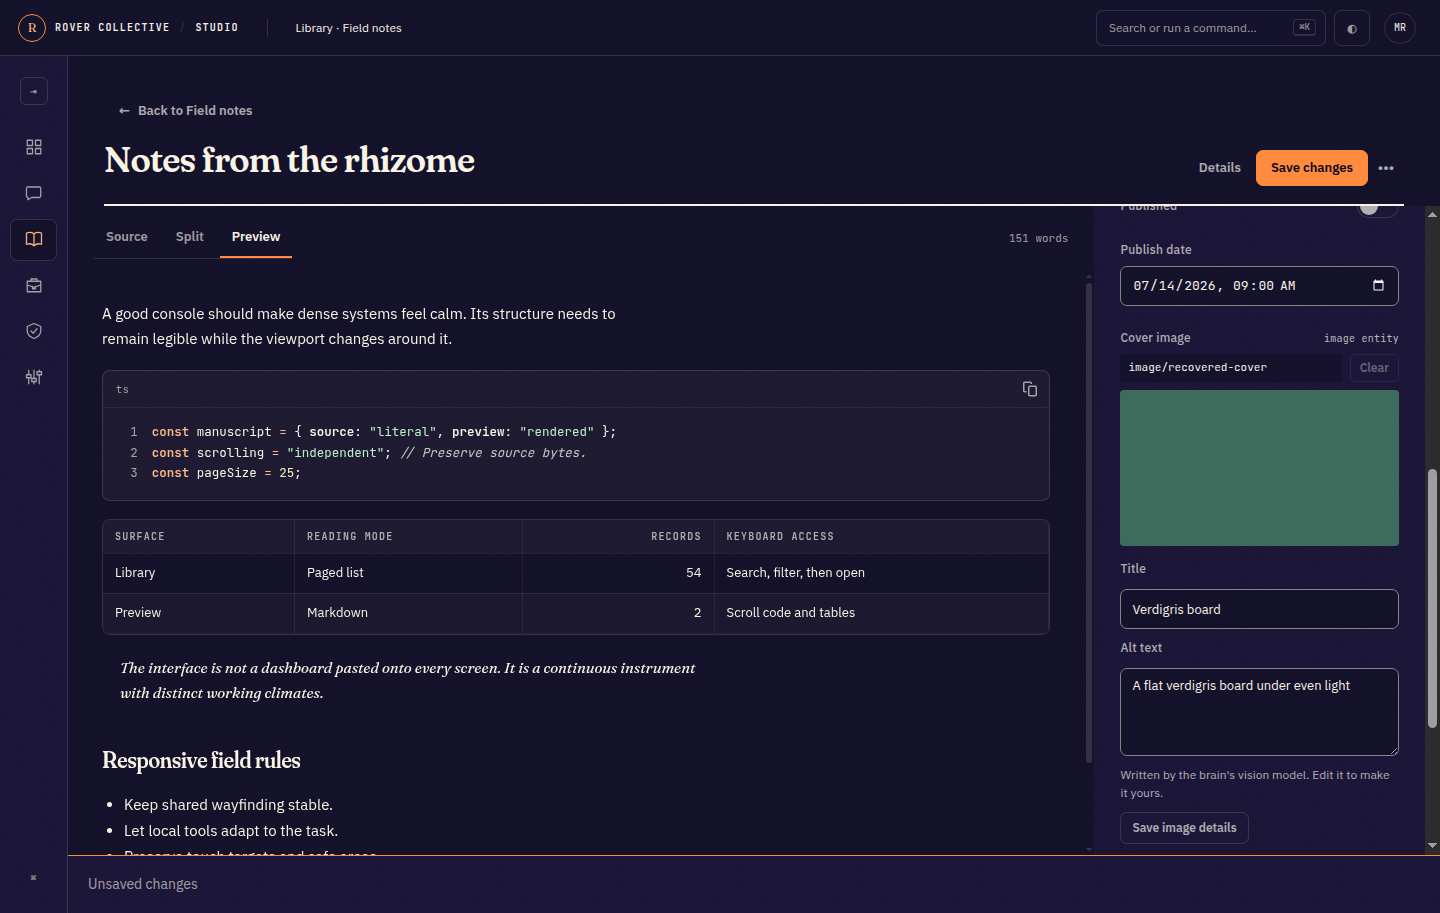 R ROVER COLLECTIVE / STUDIO
Library · Field notes
Search or run a command...
⌘K
MR
← Back to Field notes
Notes from the rhizome
Details
Save changes
Source
Split
Preview
151 words
A good console should make dense systems feel calm. Its structure needs to
remain legible while the viewport changes around it.
ts
1 const manuscript = { source: "literal", preview: "rendered" };
2 const scrolling = "independent"; // Preserve source bytes.
3 const pageSize = 25;
SURFACE READING MODE RECORDS KEYBOARD ACCESS
Library Paged list 54 Search, filter, then open
Preview Markdown 2 Scroll code and tables
The interface is not a dashboard pasted onto every screen. It is a continuous instrument
with distinct working climates.
Responsive field rules
• Keep shared wayfinding stable.
• Let local tools adapt to the task.
• Preserve touch targets and safe areas
Published
Publish date
07/14/2026, 09:00 AM
Cover image
image entity
image/recovered-cover
Clear
Title
Verdigris board
Alt text
A flat verdigris board under even light
Written by the brain's vision model. Edit it to make
it yours.
Save image details
⌘
Unsaved changes